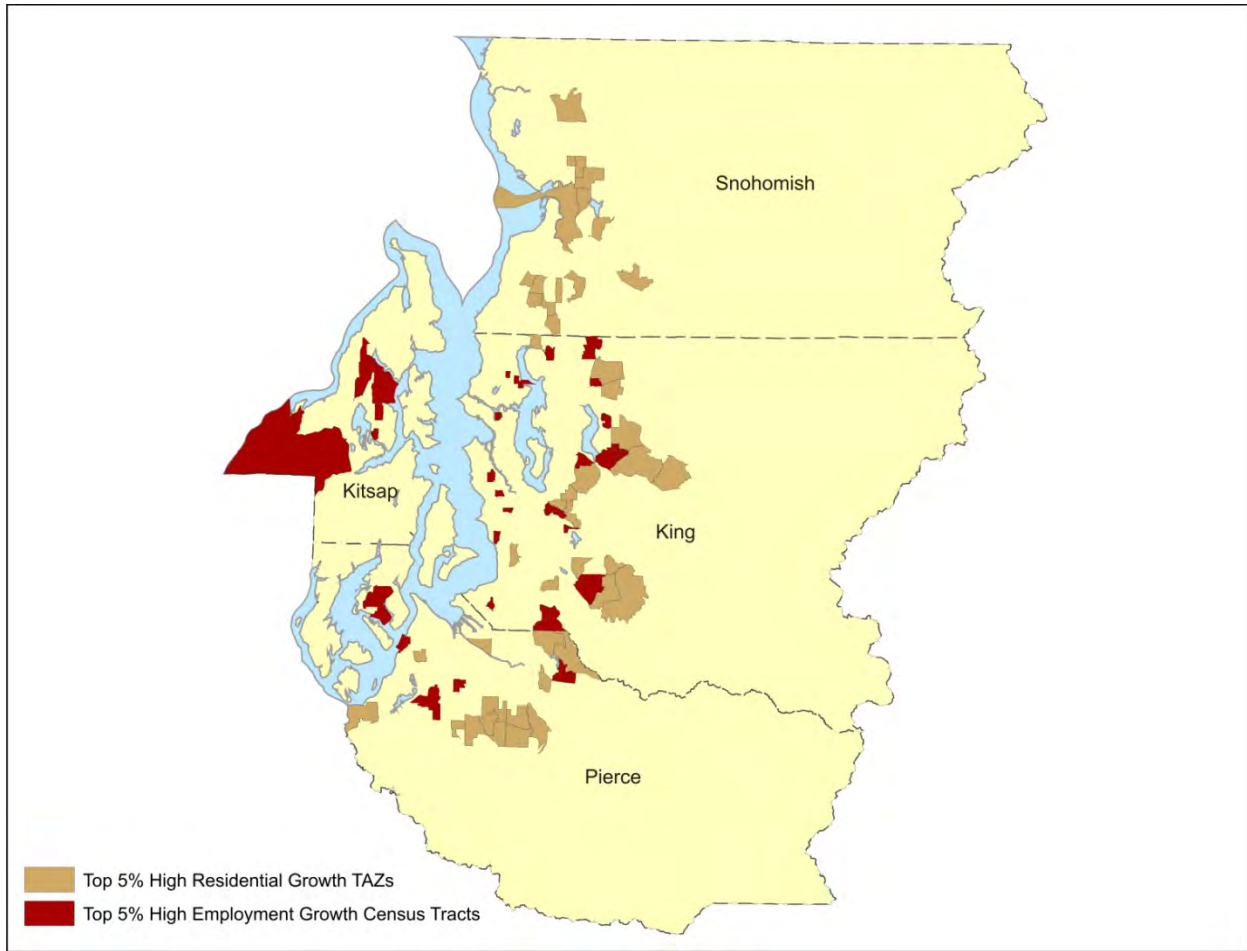 Snohomish
Kitsap
King
Pierce
Top 5% High Residential Growth TAZs
Top 5% High Employment Growth Census Tracts